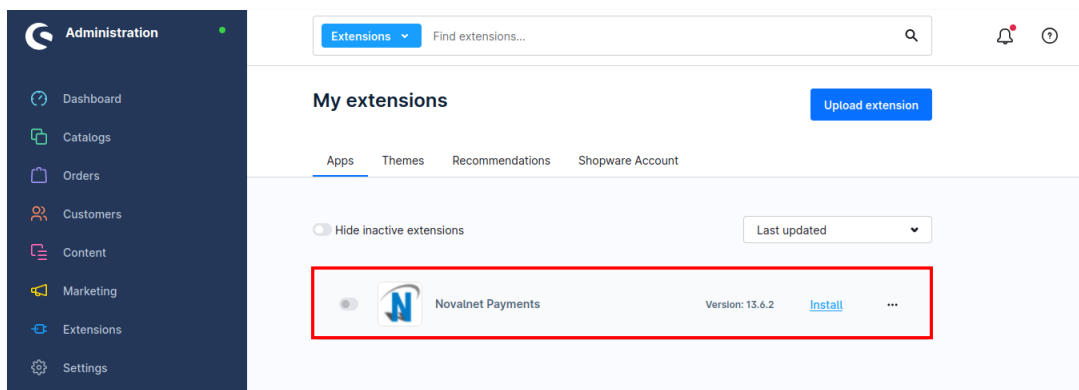 Administration
Dashboard
Catalogs
Orders
Customers
Content
Marketing
Extensions
Settings
Extensions Find extensions...
My extensions
Upload extension
Apps Themes Recommendations Shopware Account
Hide inactive extensions
Last updated
N Novalnet Payments Version: 13.6.2 Install ...